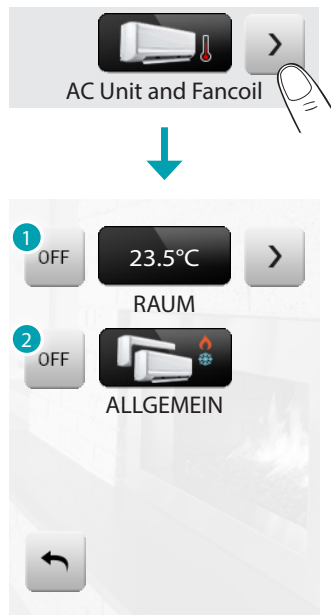 AC Unit and Fancoil
1
OFF
23.5°C
RAUM
2
OFF
ALLGEMEIN